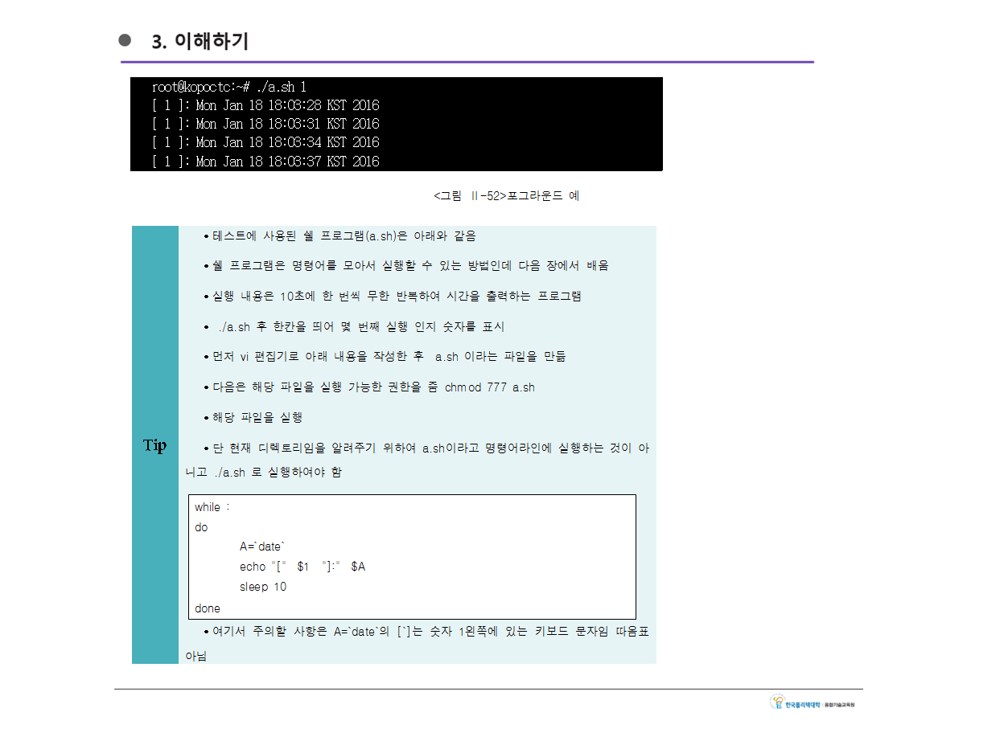 3. 이해하기
root@kopoctc:~# ./a.sh 1
[ 1 ]: Mon Jan 18 18:03:28 KST 2016
[ 1 ]: Mon Jan 18 18:03:31 KST 2016
[ 1 ]: Mon Jan 18 18:03:34 KST 2016
[ 1 ]: Mon Jan 18 18:03:37 KST 2016
<그림 Ⅱ-52>포그라운드 예
• 테스트에 사용된 쉘 프로그램(a.sh)은 아래와 같음
• 쉘 프로그램은 명령어를 모아서 실행할 수 있는 방법인데 다음 장에서 배움
• 실행 내용은 10초에 한 번씩 무한 반복하여 시간을 출력하는 프로그램
• ./a.sh 후 한칸을 띄어 몇 번째 실행 인지 숫자를 표시
• 먼저 vi 편집기로 아래 내용을 작성한 후 a.sh 이라는 파일을 만듦
• 다음은 해당 파일을 실행 가능한 권한을 줌 chmod 777 a.sh
• 해당 파일을 실행
Tip
• 단 현재 디렉토리임을 알려주기 위하여 a.sh이라고 명령어라인에 실행하는 것이 아
니고 ./a.sh 로 실행하여야 함
while :
do
A=`date`
echo "[" $1 "]:" $A
sleep 10
done
• 여기서 주의할 사항은 A=`date`의 [`]는 숫자 1왼쪽에 있는 키보드 문자임 따옴표
아님
한국폴리텍대학 융합기술교육원